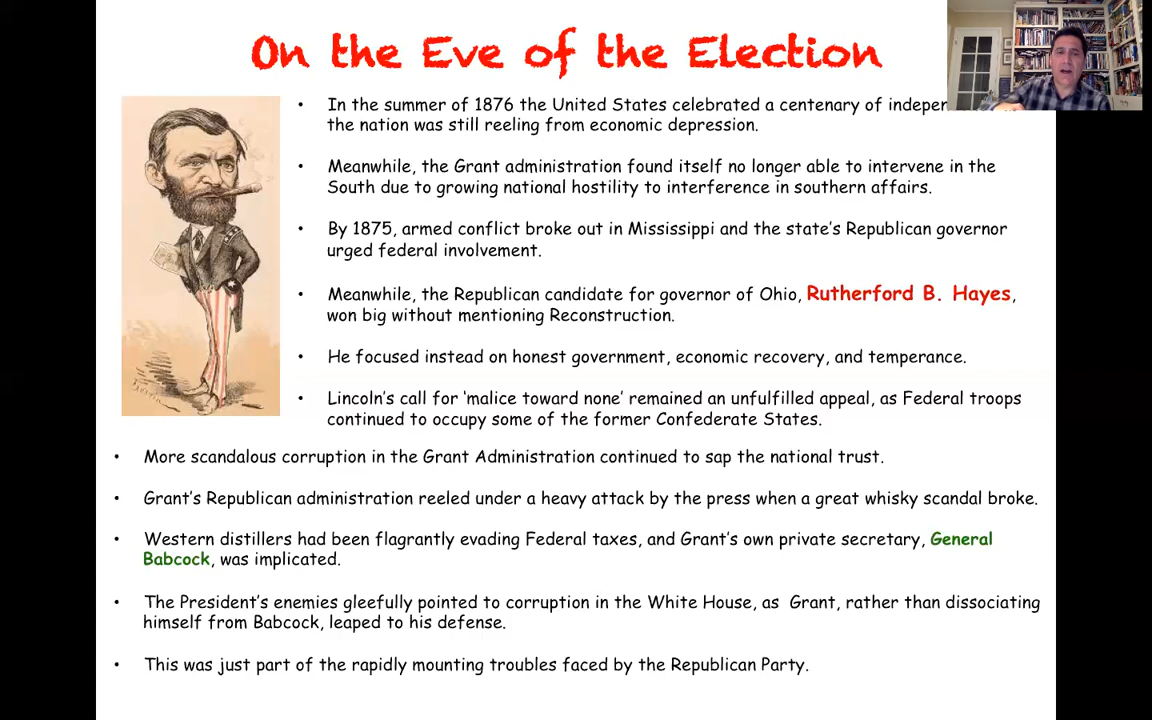 On the Eve of the Election
• In the summer of 1876 the United States celebrated a centenary of
the nation was still reeling from economic depression.
• Meanwhile, the Grant administration found itself no longer able to intervene in the
South due to growing national hostility to interference in southern affairs.
• By 1875, armed conflict broke out in Mississippi and the state's Republican governor
urged federal involvement.
• Meanwhile, the Republican candidate for governor of Ohio, Rutherford B. Hayes,
won big without mentioning Reconstruction.
• He focused instead on honest government, economic recovery, and temperance.
• Lincoln's call for 'malice toward none' remained an unfulfilled appeal, as Federal troops
continued to occupy some of the former Confederate States.
• More scandalous corruption in the Grant Administration continued to sap the national trust.
• Grant's Republican administration reeled under a heavy attack by the press when a great whisky scandal broke.
• Western distillers had been flagrantly evading Federal taxes, and Grant's own private secretary, General
Babcock, was implicated.
• The President's enemies gleefully pointed to corruption in the White House, as Grant, rather than dissociating
himself from Babcock, leaped to his defense.
• This was just part of the rapidly mounting troubles faced by the Republican Party.